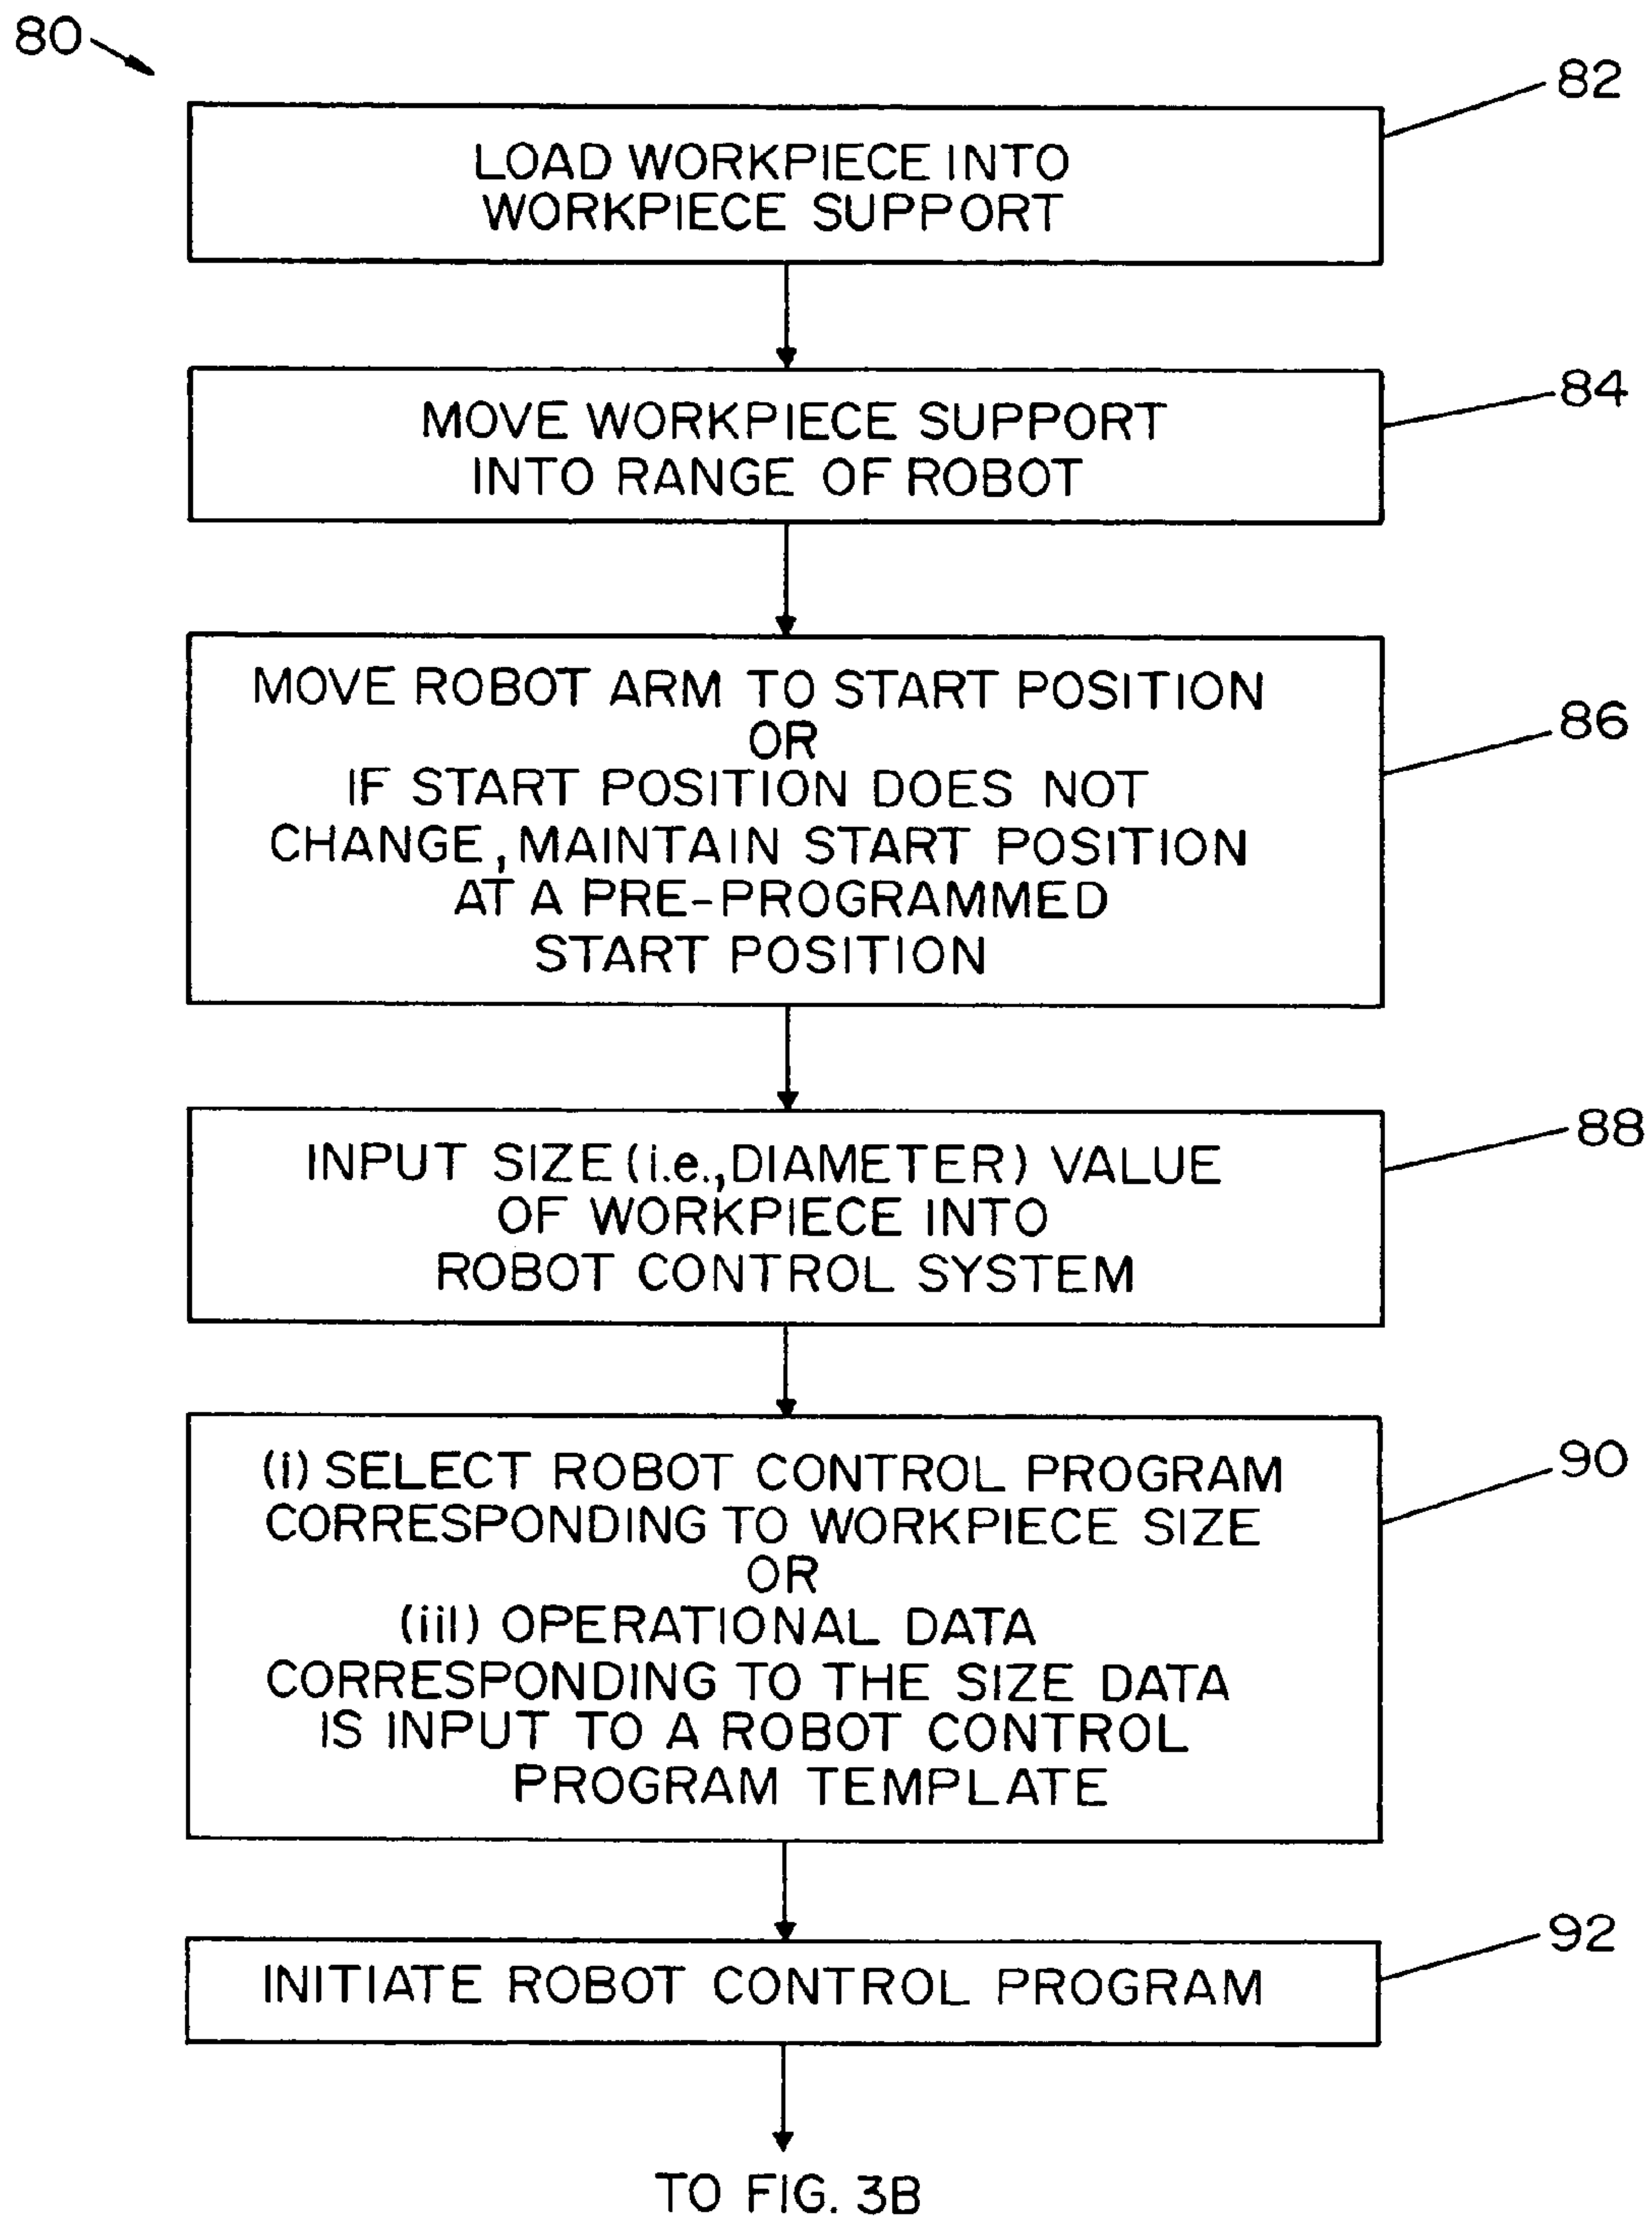 80
82
LOAD WORKPIECE INTO
WORKPIECE SUPPORT
84
MOVE WORKPIECE SUPPORT
INTO RANGE OF ROBOT
86
MOVE ROBOT ARM TO START POSITION
OR
IF START POSITION DOES NOT
CHANGE, MAINTAIN START POSITION
AT A PRE-PROGRAMMED
START POSITION
88
INPUT SIZE (i.e., DIAMETER) VALUE
OF WORKPIECE INTO
ROBOT CONTROL SYSTEM
90
(i) SELECT ROBOT CONTROL PROGRAM
CORRESPONDING TO WORKPIECE SIZE
OR
(iii) OPERATIONAL DATA
CORRESPONDING TO THE SIZE DATA
IS INPUT TO A ROBOT CONTROL
PROGRAM TEMPLATE
92
INITIATE ROBOT CONTROL PROGRAM
TO FIG. 3B